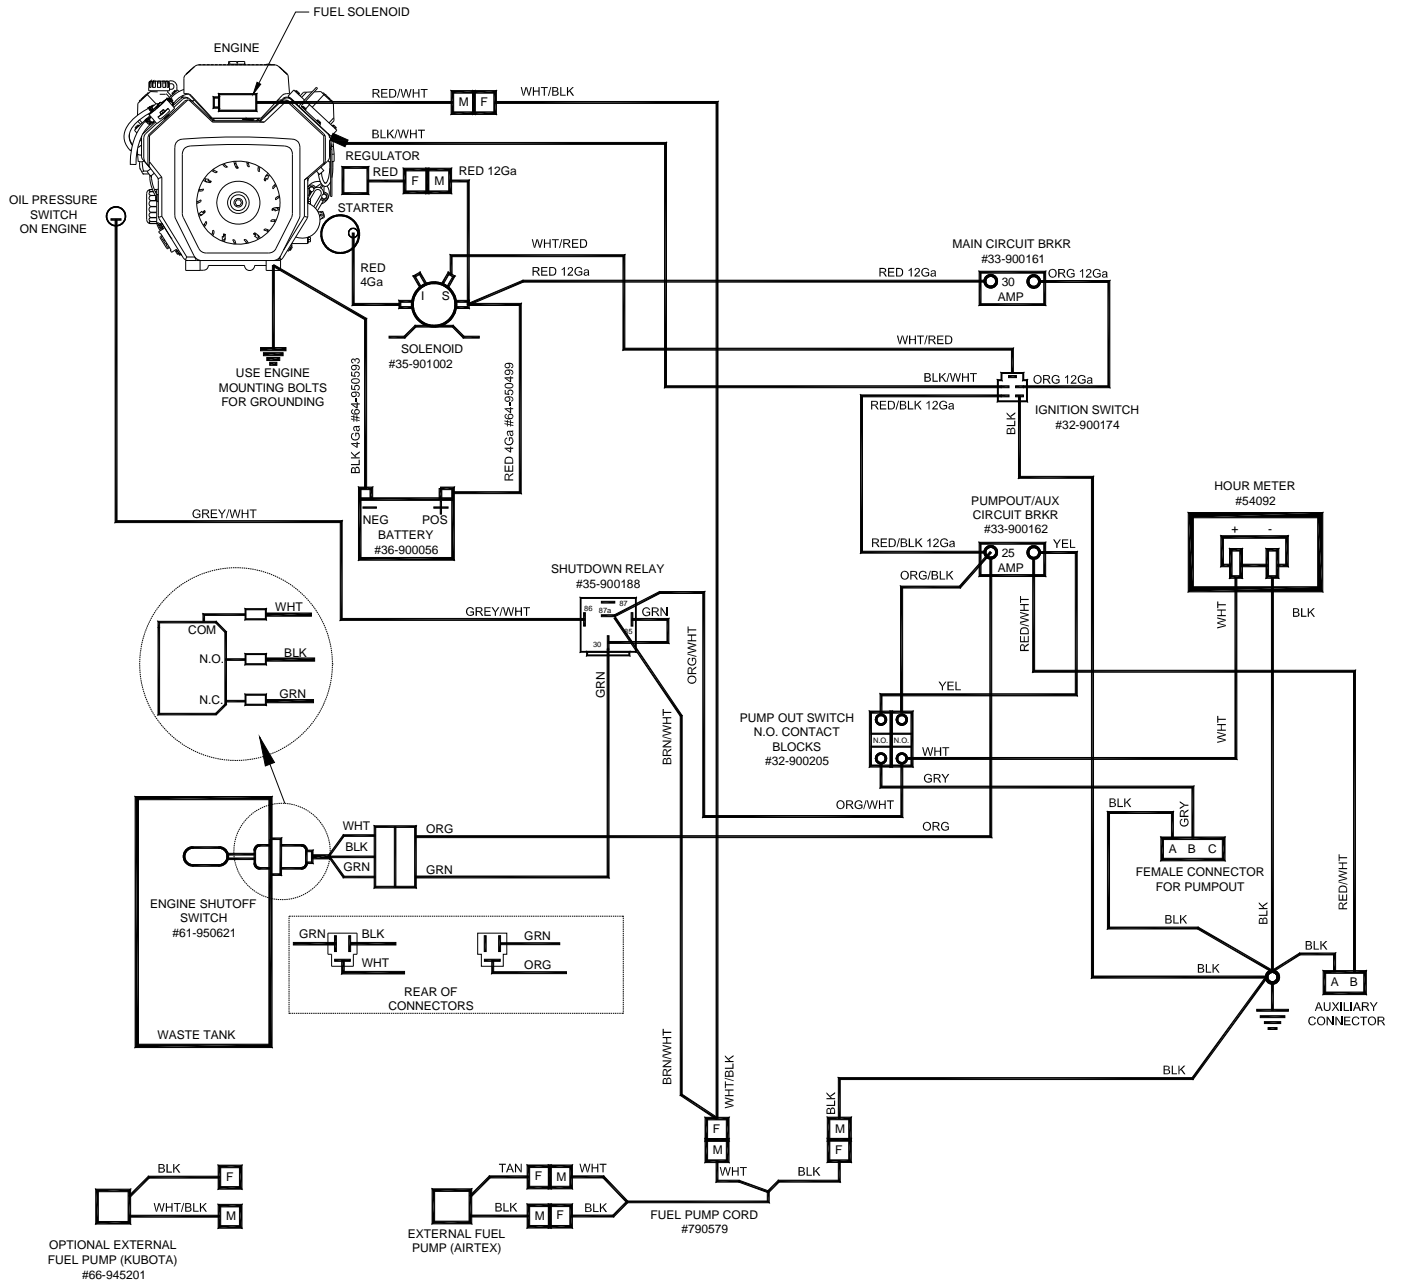 FUEL SOLENOID
ENGINE
RED/WHT
M F
WHT/BLK
BLK/WHT
REGULATOR
RED
F M
RED 12Ga
OIL PRESSURE
SWITCH
ON ENGINE
STARTER
RED
4Ga
WHT/RED
RED 12Ga
I S
SOLENOID
#35-901002
RED 12Ga
MAIN CIRCUIT BRKR
#33-900161
30
AMP
ORG 12Ga
USE ENGINE
MOUNTING BOLTS
FOR GROUNDING
BLK 4Ga #64-950593
RED 4Ga #64-950499
WHT/RED
BLK/WHT
ORG 12Ga
RED/BLK 12Ga
BLK
IGNITION SWITCH
#32-900174
NEG POS
BATTERY
#36-900056
GREY/WHT
HOUR METER
#54092
+ -
PUMPOUT/AUX
CIRCUIT BRKR
#33-900162
RED/BLK 12Ga
25
AMP
YEL
ORG/BLK
RED/WHT
WHT
BLK
SHUTDOWN RELAY
#35-900188
GREY/WHT
86
87
87a
85
30
GRN
GRN
ORG/WHT
BRN/WHT
WHT
COM
N.O.
BLK
N.C.
GRN
YEL
PUMP OUT SWITCH
N.O. CONTACT
BLOCKS
#32-900205
N.O. N.O.
WHT
WHT
GRY
ORG/WHT
ORG
BLK
GRY
A B C
FEMALE CONNECTOR
FOR PUMPOUT
RED/WHT
WHT
BLK
GRN
ORG
GRN
ENGINE SHUTOFF
SWITCH
#61-950621
WASTE TANK
GRN
BLK
WHT
GRN
ORG
REAR OF
CONNECTORS
BLK
BLK
BLK
BLK
A B
AUXILIARY
CONNECTOR
BRN/WHT
WHT/BLK
BLK
BLK
F
M
M
F
WHT
BLK
BLK
F
WHT/BLK
M
OPTIONAL EXTERNAL
FUEL PUMP (KUBOTA)
#66-945201
TAN
F M
WHT
BLK
M F
BLK
EXTERNAL FUEL
PUMP (AIRTEX)
FUEL PUMP CORD
#790579